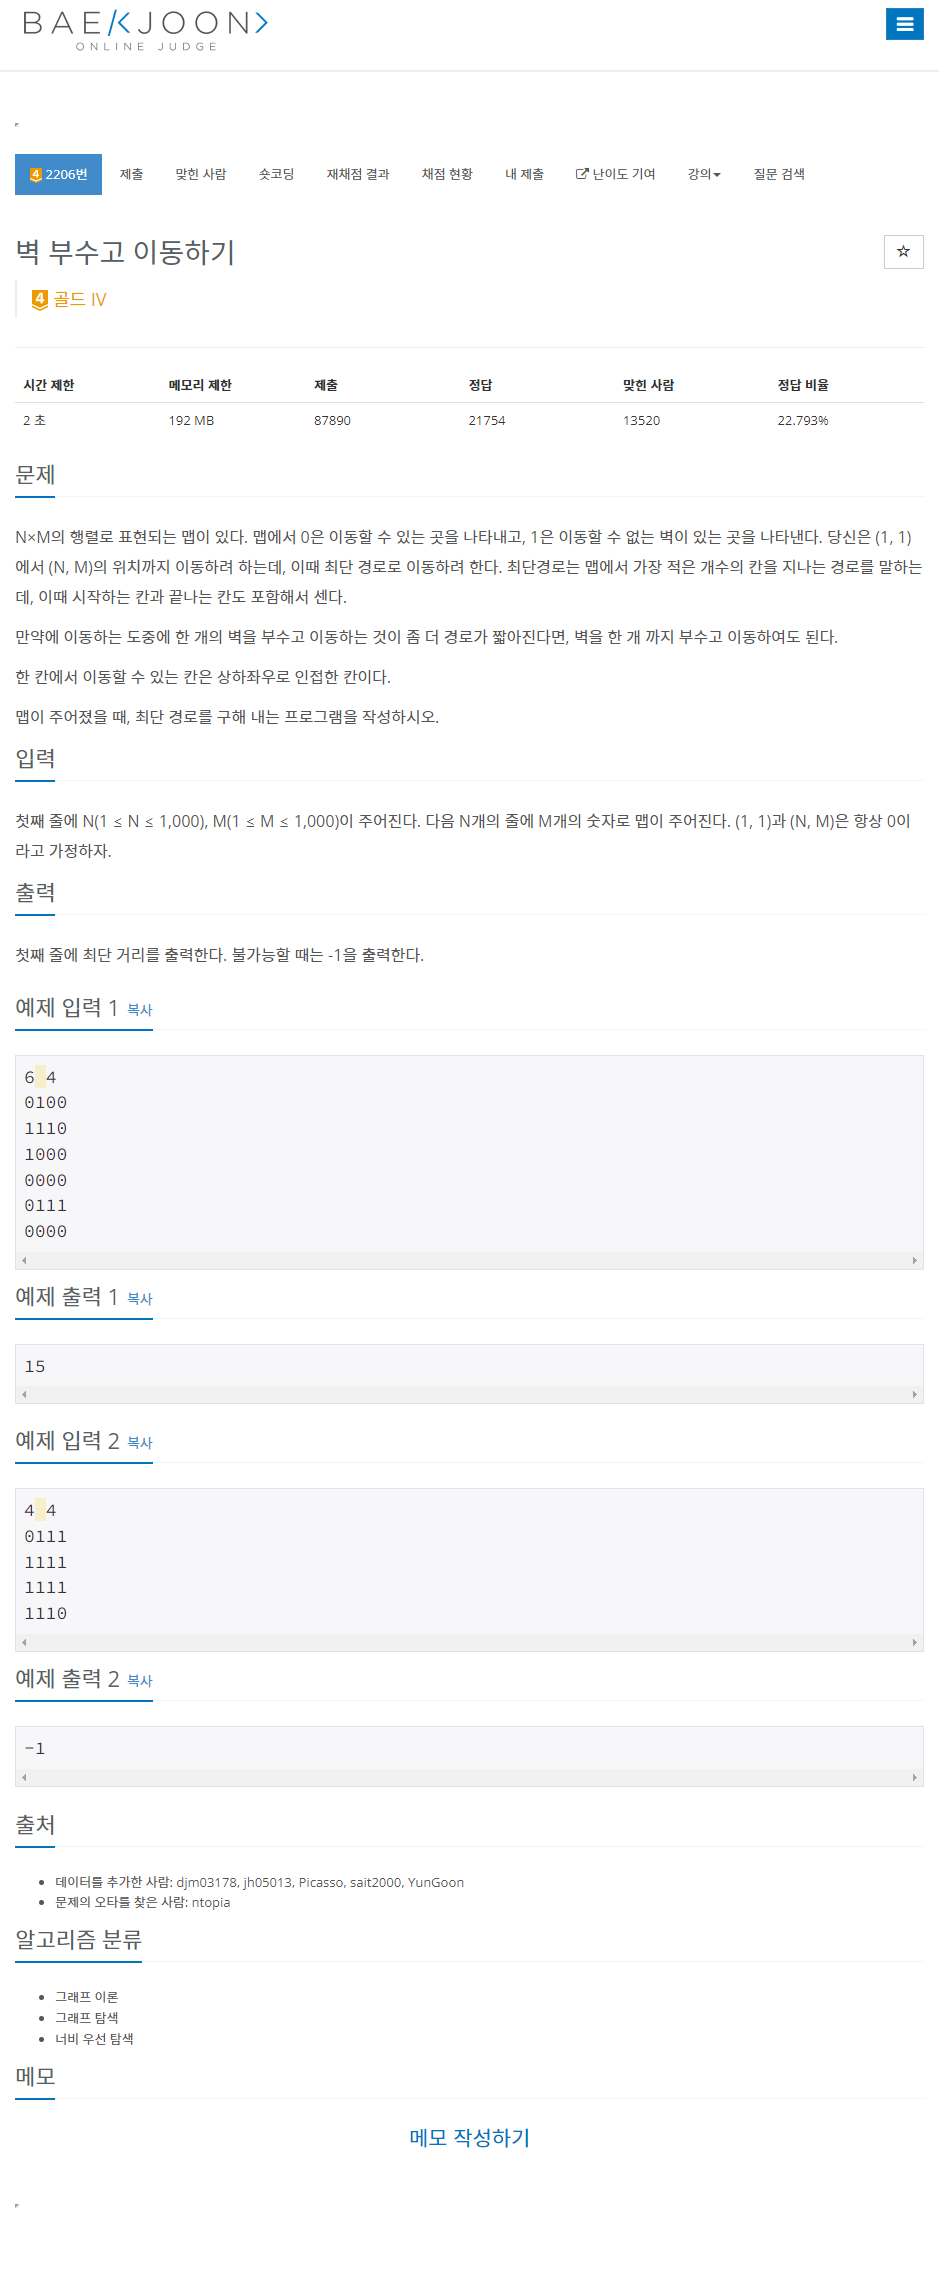 BAEKJOON>
ONLINE JUDGE
4 2206번 제출 맞힌 사람 숏코딩 재채점 결과 채점 현황 내 제출 난이도 기여 강의 질문 검색
벽 부수고 이동하기
4 골드 IV
시간 제한 메모리 제한 제출 정답 맞힌 사람 정답 비율
2 초 192 MB 87890 21754 13520 22.793%
문제
N×M의 행렬로 표현되는 맵이 있다. 맵에서 0은 이동할 수 있는 곳을 나타내고, 1은 이동할 수 없는 벽이 있는 곳을 나타낸다. 당신은 (1, 1)
에서 (N, M)의 위치까지 이동하려 하는데, 이때 최단 경로로 이동하려 한다. 최단경로는 맵에서 가장 적은 개수의 칸을 지나는 경로를 말하는
데, 이때 시작하는 칸과 끝나는 칸도 포함해서 센다.
만약에 이동하는 도중에 한 개의 벽을 부수고 이동하는 것이 좀 더 경로가 짧아진다면, 벽을 한 개 까지 부수고 이동하여도 된다.
한 칸에서 이동할 수 있는 칸은 상하좌우로 인접한 칸이다.
맵이 주어졌을 때, 최단 경로를 구해 내는 프로그램을 작성하시오.
입력
첫째 줄에 N(1 ≤ N ≤ 1,000), M(1 ≤ M ≤ 1,000)이 주어진다. 다음 N개의 줄에 M개의 숫자로 맵이 주어진다. (1, 1)과 (N, M)은 항상 0이
라고 가정하자.
출력
첫째 줄에 최단 거리를 출력한다. 불가능할 때는 -1을 출력한다.
예제 입력 1 복사
6 4
0100
1110
1000
0000
0111
0000
예제 출력 1 복사
15
예제 입력 2 복사
4 4
0111
1111
1111
1110
예제 출력 2 복사
-1
출처
데이터를 추가한 사람: djm03178, jh05013, Picasso, sait2000, YunGoon
문제의 오타를 찾은 사람: ntopia
알고리즘 분류
그래프 이론
그래프 탐색
너비 우선 탐색
메모
메모 작성하기